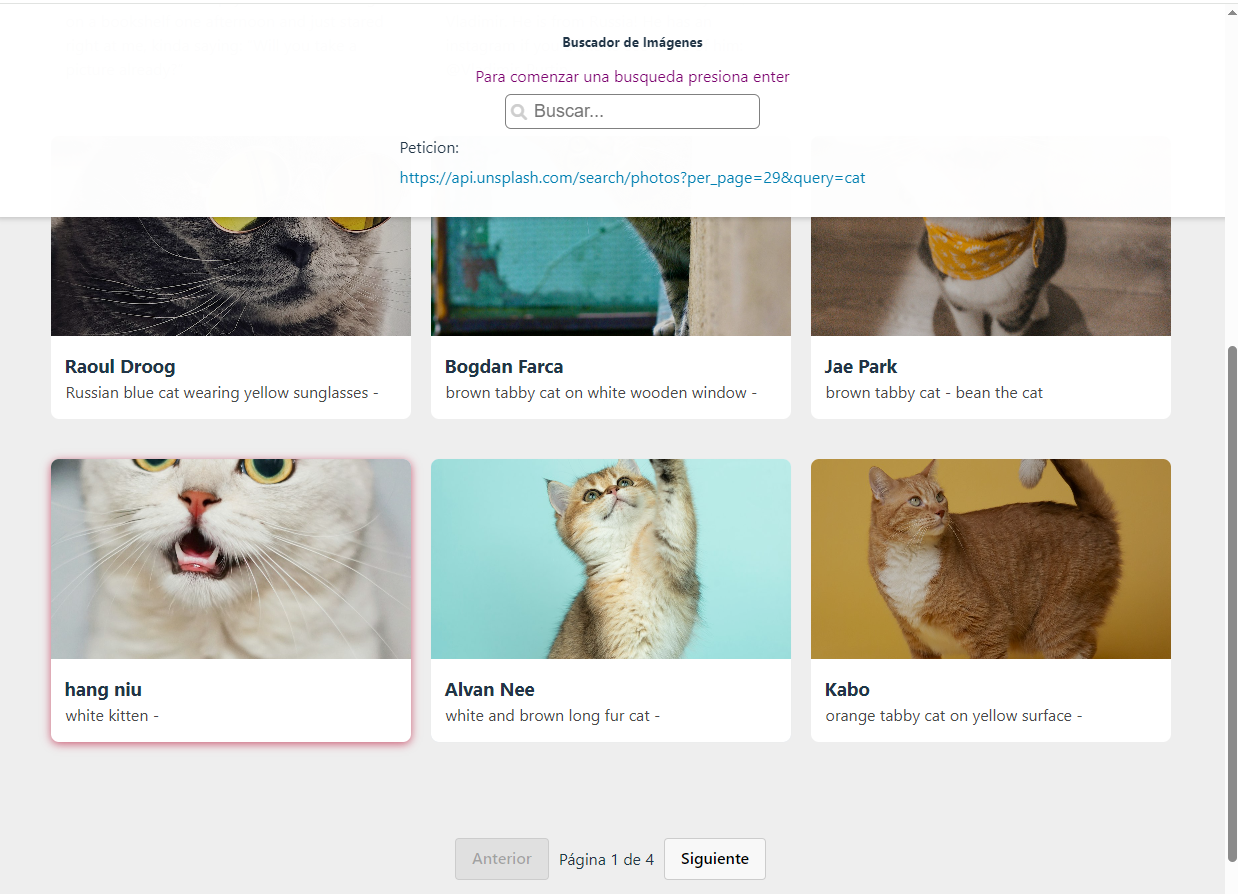 Buscador de Imágenes
Para comenzar una busqueda presiona enter
Buscar...
Peticion:
https://api.unsplash.com/search/photos?per_page=29&query=cat
Raoul Droog
Russian blue cat wearing yellow sunglasses -
Bogdan Farca
brown tabby cat on white wooden window -
Jae Park
brown tabby cat - bean the cat
hang niu
white kitten -
Alvan Nee
white and brown long fur cat -
Kabo
orange tabby cat on yellow surface -
Anterior
Página 1 de 4
Siguiente